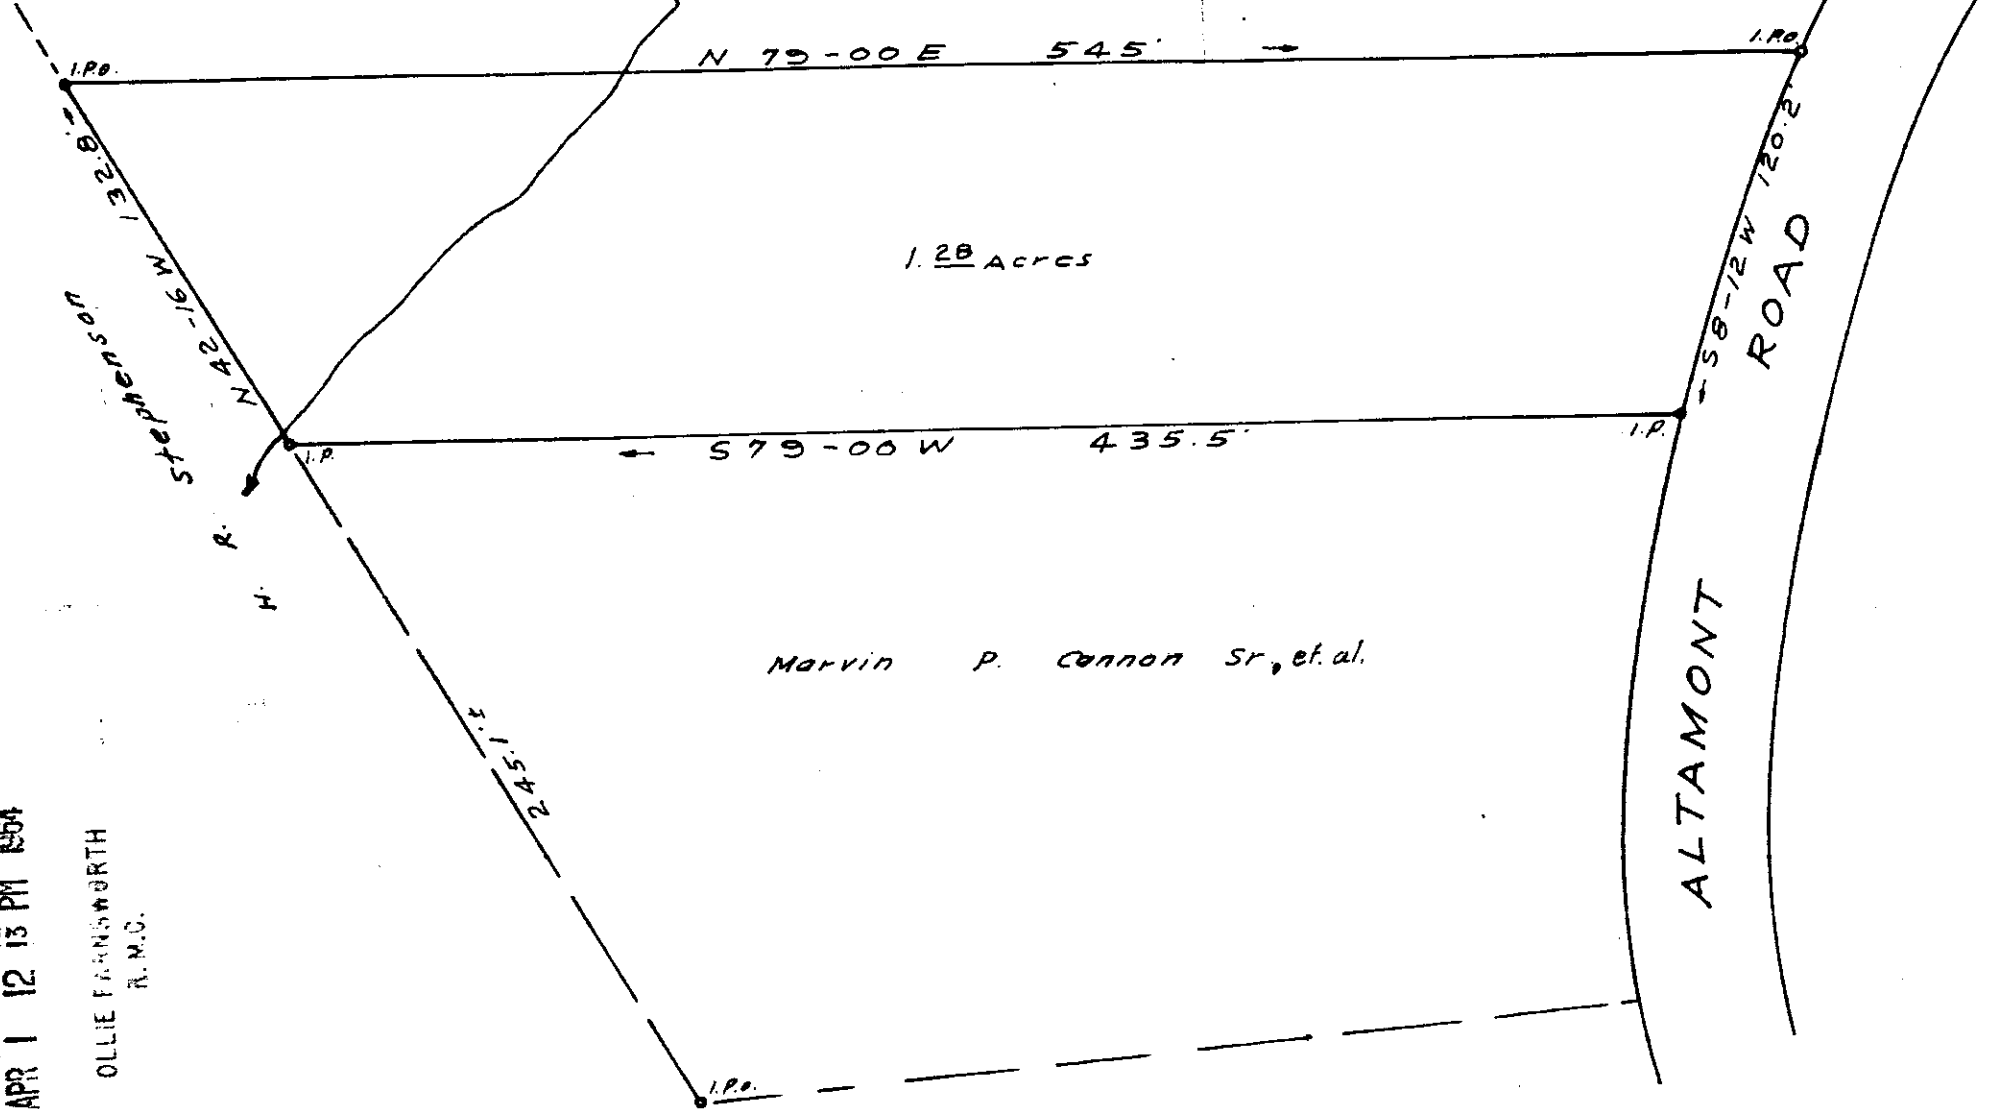 N 79-00 E 545'
I.P.O.
I.P.O.
N 42-16 W 132.8'
S 8-12 W 120.2'
1.28 Acres
S 79-00 W 435.5'
I.P.
I.P.
H. R. Stephenson
Marvin P. Cannon Sr., et. al.
245.1' ±
ALTAMONT ROAD
I.P.O.
APR 1 12 13 PM 1964
OLLIE FARNSWORTH
R.M.C.